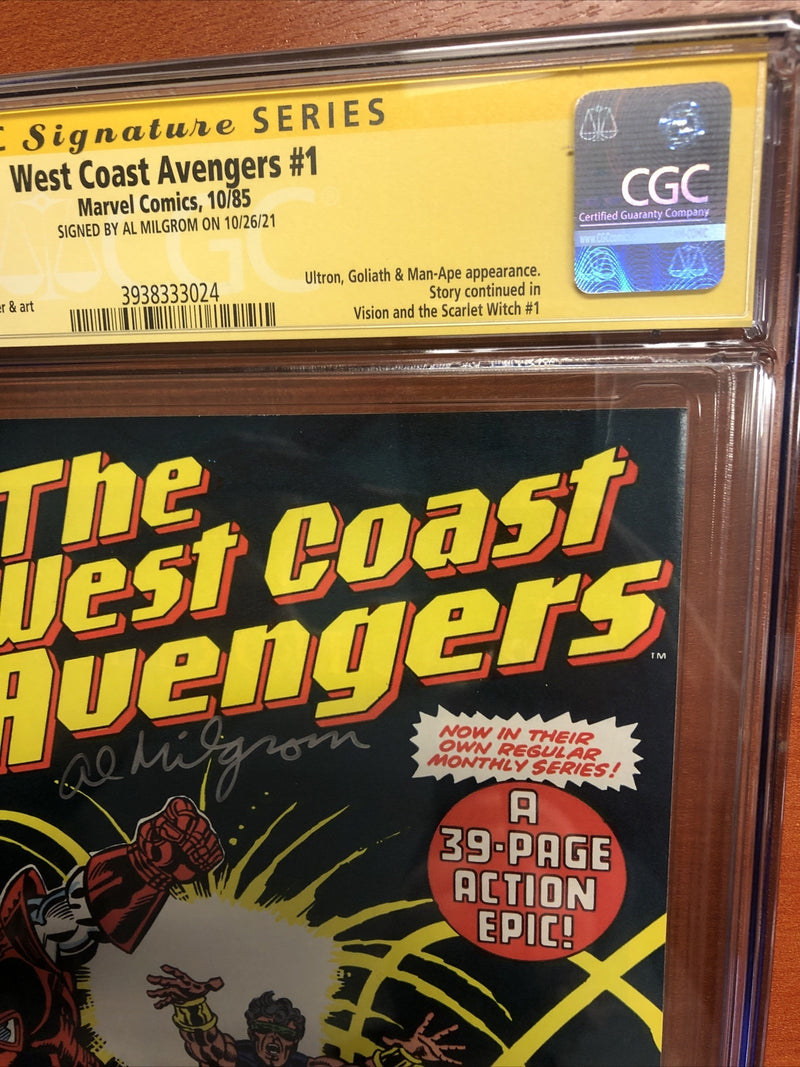 Signature SERIES
West Coast Avengers #1
Marvel Comics, 10/85
SIGNED BY AL MILGROM ON 10/26/21
CGC
Certified Guaranty Company
er & art
3938333024
Ultron, Goliath & Man-Ape appearance.
Story continued in
Vision and the Scarlet Witch #1
The
West Coast
Avengers
TM
Al Milgrom
NOW IN THEIR
OWN REGULAR
MONTHLY SERIES!
A
39-PAGE
ACTION
EPIC!